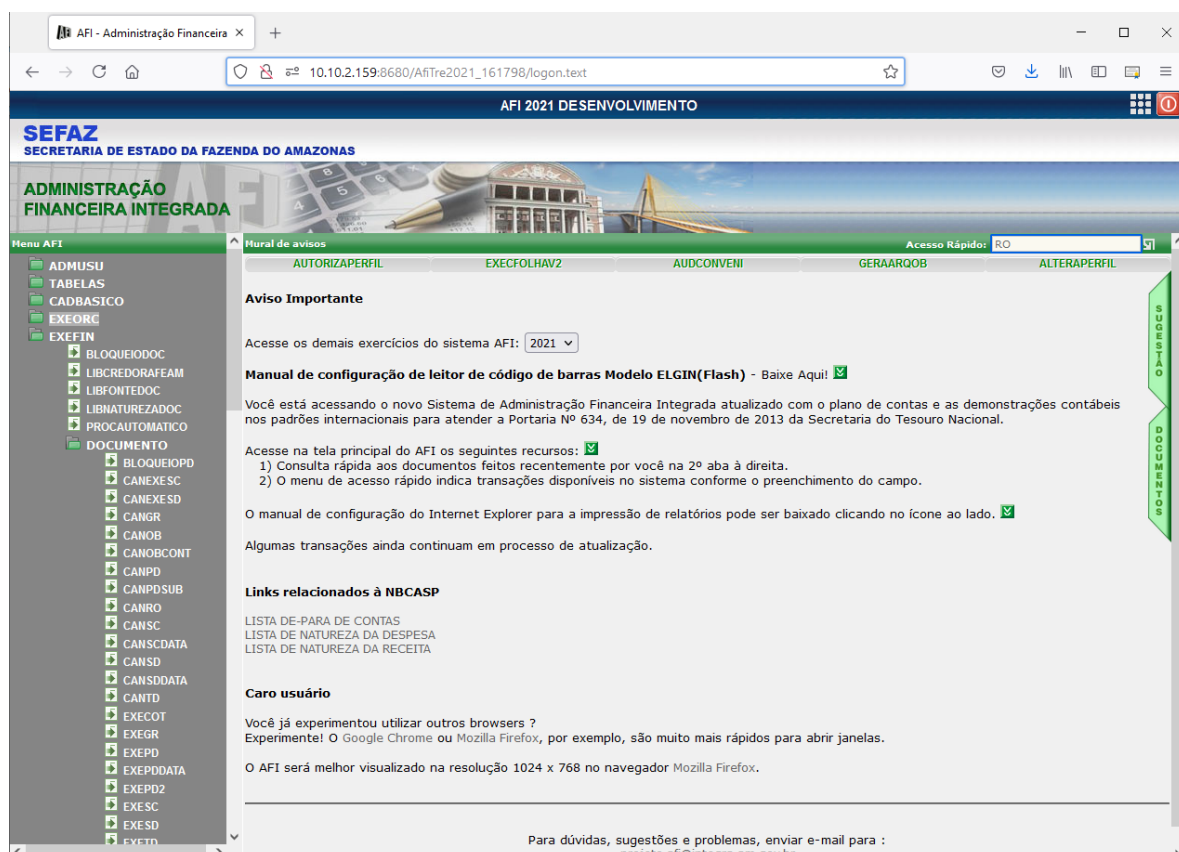 AFI - Administração Financeira
10.10.2.159:8680/AfiTre2021_161798/logon.text
AFI 2021 DESENVOLVIMENTO
SEFAZ
SECRETARIA DE ESTADO DA FAZENDA DO AMAZONAS
ADMINISTRAÇÃO
FINANCEIRA INTEGRADA
Menu AFI
ADMUSU
TABELAS
CADBASICO
EXEORC
EXEFIN
BLOQUEIODOC
LIBCREDORAFEAM
LIBFONTEDOC
LIBNATUREZADOC
PROCAUTOMATICO
DOCUMENTO
BLOQUEIOPD
CANEXESC
CANEXESD
CANGR
CANOB
CANOBCONT
CANPD
CANPDSUB
CANRO
CANSC
CANSCDATA
CANSD
CANSDDATA
CANTD
EXECOT
EXEGR
EXEPD
EXEPDDATA
EXEPD2
EXESC
EXESD
EXETD
Mural de avisos
Acesso Rápido: RO
AUTORIZAPERFIL EXECFOLHAV2 AUDCONVENI GERAARQOB ALTERAPERFIL
Aviso Importante
Acesse os demais exercícios do sistema AFI: 2021
Manual de configuração de leitor de código de barras Modelo ELGIN(Flash) - Baixe Aqui!
Você está acessando o novo Sistema de Administração Financeira Integrada atualizado com o plano de contas e as demonstrações contábeis
nos padrões internacionais para atender a Portaria Nº 634, de 19 de novembro de 2013 da Secretaria do Tesouro Nacional.
Acesse na tela principal do AFI os seguintes recursos:
1) Consulta rápida aos documentos feitos recentemente por você na 2º aba à direita.
2) O menu de acesso rápido indica transações disponíveis no sistema conforme o preenchimento do campo.
O manual de configuração do Internet Explorer para a impressão de relatórios pode ser baixado clicando no ícone ao lado.
Algumas transações ainda continuam em processo de atualização.
Links relacionados à NBCASP
LISTA DE-PARA DE CONTAS
LISTA DE NATUREZA DA DESPESA
LISTA DE NATUREZA DA RECEITA
Caro usuário
Você já experimentou utilizar outros browsers ?
Experimente! O Google Chrome ou Mozilla Firefox, por exemplo, são muito mais rápidos para abrir janelas.
O AFI será melhor visualizado na resolução 1024 x 768 no navegador Mozilla Firefox.
Para dúvidas, sugestões e problemas, enviar e-mail para :
SUGESTÃO
DOCUMENTOS